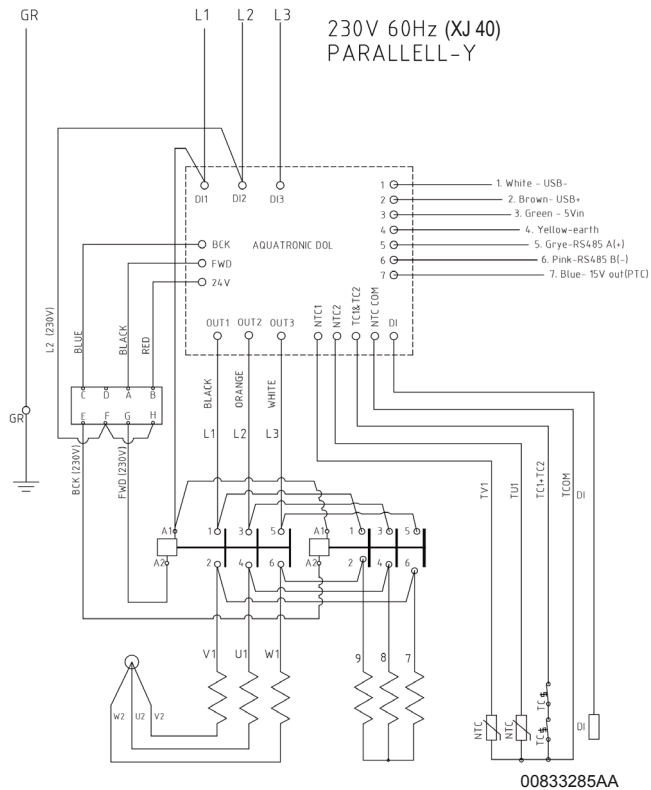 GR L1 L2 L3
230V 60Hz (XJ 40)
PARALLELL-Y
DI1 DI2 DI3
1 1. White - USB-
2 2. Brown- USB+
3 3. Green - 5Vin
4 4. Yellow-earth
5 5. Grye-RS485 A(+)
6 6. Pink-RS485 B(-)
7 7. Blue- 15V out(PTC)
BCK AQUATRONIC DOL
FWD
24V
OUT1 OUT2 OUT3 NTC1 NTC2 TC1&TC2 NTC COM DI
L2 (230V) BLUE BLACK RED
BLACK ORANGE WHITE
C D A B
E F G H
GR
L1 L2 L3
BCK (230V) FWD (230V)
TV1 TU1 TC1+TC2 TCOM DI
A1 1 3 5 A1 1 3 5
A2 2 4 6 A2 2 4 6
V1 U1 W1 9 8 7
W2 U2 V2
NTC NTC TC TC DI
00833285AA